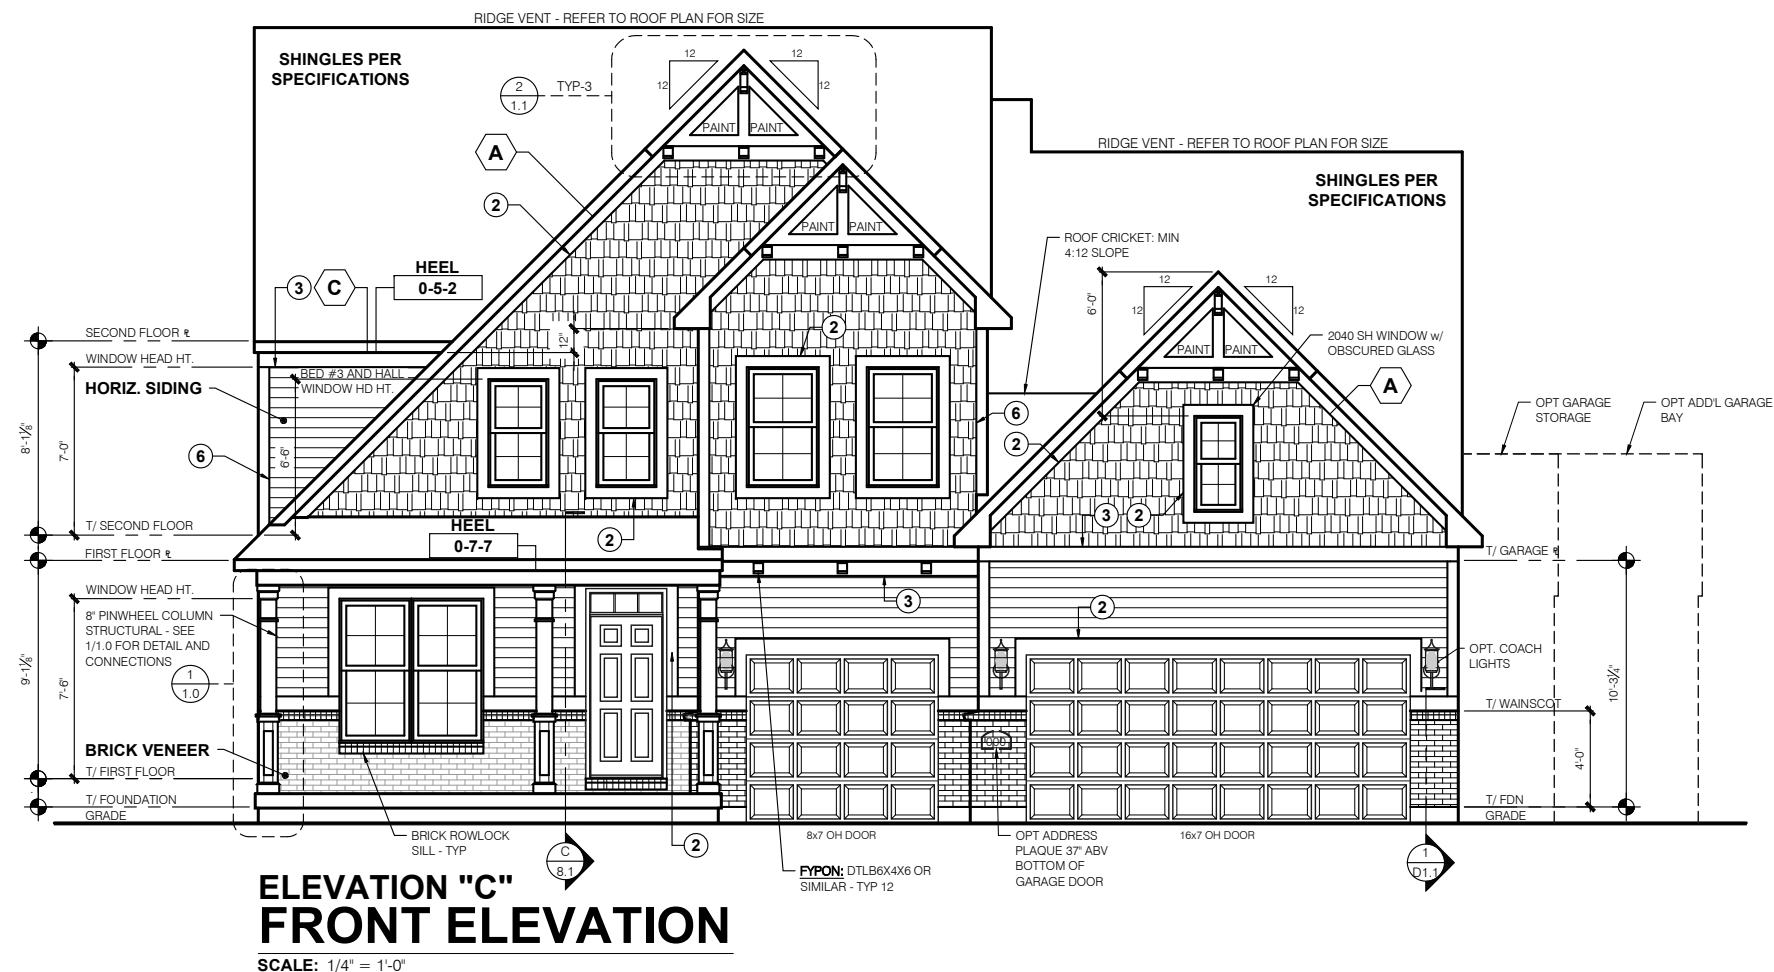 RIDGE VENT - REFER TO ROOF PLAN FOR SIZE
SHINGLES PER
SPECIFICATIONS
12
12
12
12
2
1.1
TYP-3
PAINT
PAINT
A
2
RIDGE VENT - REFER TO ROOF PLAN FOR SIZE
SHINGLES PER
SPECIFICATIONS
PAINT
PAINT
ROOF CRICKET: MIN
4:12 SLOPE
HEEL
0-5-2
3
C
6'-0"
12
12
12
12
2
12"
SECOND FLOOR ℄
2040 SH WINDOW w/
OBSCURED GLASS
PAINT
PAINT
WINDOW HEAD HT.
BED #3 AND HALL
WINDOW HD HT.
HORIZ. SIDING
A
6
OPT GARAGE
STORAGE
OPT ADD'L GARAGE
BAY
8'-1⅛"
7'-0"
6'-6"
6
2
T/ SECOND FLOOR
HEEL
0-7-7
2
3
2
FIRST FLOOR ℄
T/ GARAGE ℄
WINDOW HEAD HT.
3
2
8" PINWHEEL COLUMN
STRUCTURAL - SEE
1/1.0 FOR DETAIL AND
CONNECTIONS
OPT. COACH
LIGHTS
9'-1⅛"
7'-6"
1
1.0
10'-3¼"
T/ WAINSCOT
BRICK VENEER
000
4'-0"
T/ FIRST FLOOR
T/ FOUNDATION
GRADE
T/ FDN
GRADE
BRICK ROWLOCK
SILL - TYP
2
8x7 OH DOOR
OPT ADDRESS
PLAQUE 37" ABV
BOTTOM OF
GARAGE DOOR
16x7 OH DOOR
C
8.1
1
D1.1
FYPON: DTLB6X4X6 OR
SIMILAR - TYP 12
ELEVATION "C"
FRONT ELEVATION
SCALE: 1/4" = 1'-0"